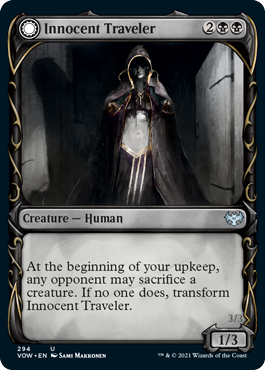 Innocent Traveler 2
Creature — Human
At the beginning of your upkeep,
any opponent may sacrifice a
creature. If no one does, transform
Innocent Traveler.
3/3
1/3
294 U
VOW • EN SAMI MAKKONEN
™ & © 2021 Wizards of the Coast